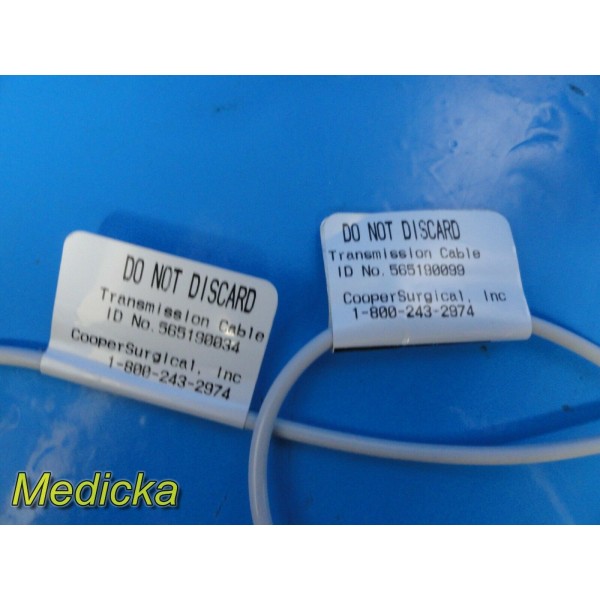 DO NOT DISCARD
Transmission Cable
ID No. 565190034
CooperSurgical, Inc
1-800-243-2974
DO NOT DISCARD
Transmission Cable
ID No. 565190099
CooperSurgical, Inc
1-800-243-2974
Medicka